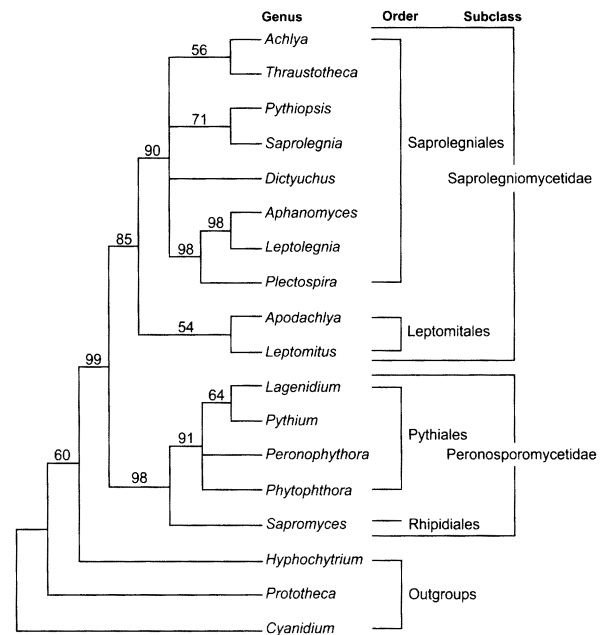 Genus Order Subclass
Achlya
56
Thraustotheca
Pythiopsis
71
Saprolegnia
Saprolegniales
90
Dictyuchus
Saprolegniomycetidae
Aphanomyces
98
85
Leptolegnia
98
Plectospira
Apodachlya
54
Leptomitales
Leptomitus
99
Lagenidium
64
Pythium
Pythiales
91
Peronophythora
Peronosporomycetidae
60
98
Phytophthora
Sapromyces
Rhipidiales
Hyphochytrium
Prototheca
Outgroups
Cyanidium